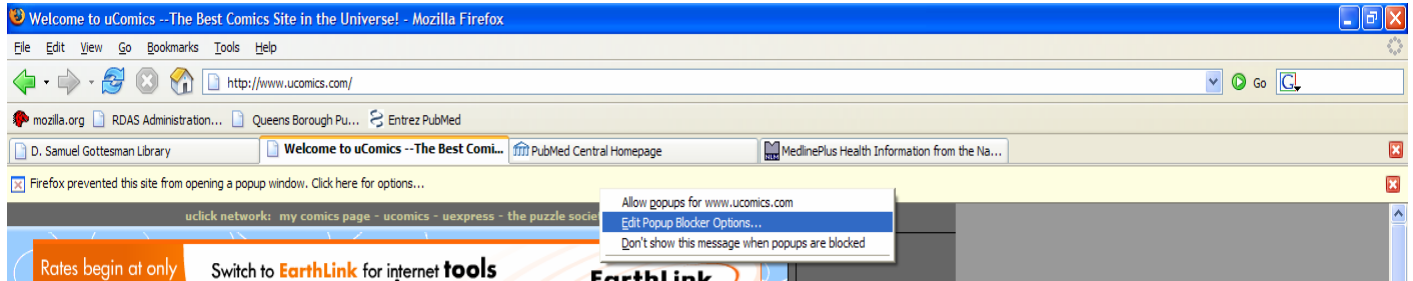 Welcome to uComics --The Best Comics Site in the Universe! - Mozilla Firefox
File Edit View Go Bookmarks Tools Help
http://www.ucomics.com/ Go G
mozilla.org RDAS Administration... Queens Borough Pu... Entrez PubMed
D. Samuel Gottesman Library Welcome to uComics --The Best Comi... PubMed Central Homepage NLM MedlinePlus Health Information from the Na...
Firefox prevented this site from opening a popup window. Click here for options...
Allow popups for www.ucomics.com
Edit Popup Blocker Options...
Don't show this message when popups are blocked
uclick network: my comics page - ucomics - uexpress - the puzzle socie
Rates begin at only Switch to EarthLink for internet tools EarthLink